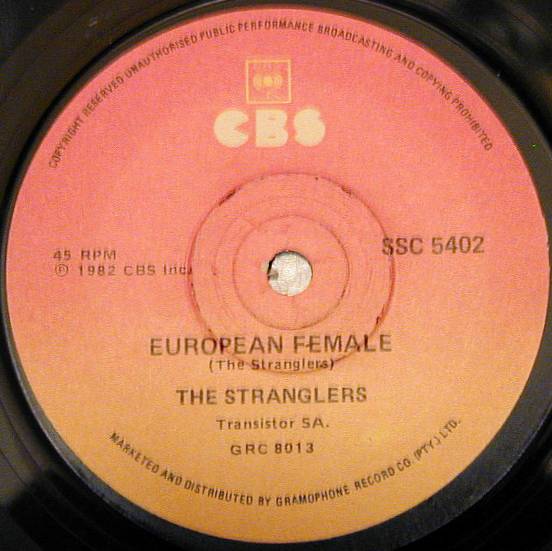 COPYRIGHT RESERVED UNAUTHORISED PUBLIC PERFORMANCE BROADCASTING AND COPYING PROHIBITED
CBS
45 RPM
℗ 1982 CBS Inc.
SSC 5402
EUROPEAN FEMALE
(The Stranglers)
THE STRANGLERS
Transistor SA.
GRC 8013
MARKETED AND DISTRIBUTED BY GRAMOPHONE RECORD CO. (PTY.) LTD.